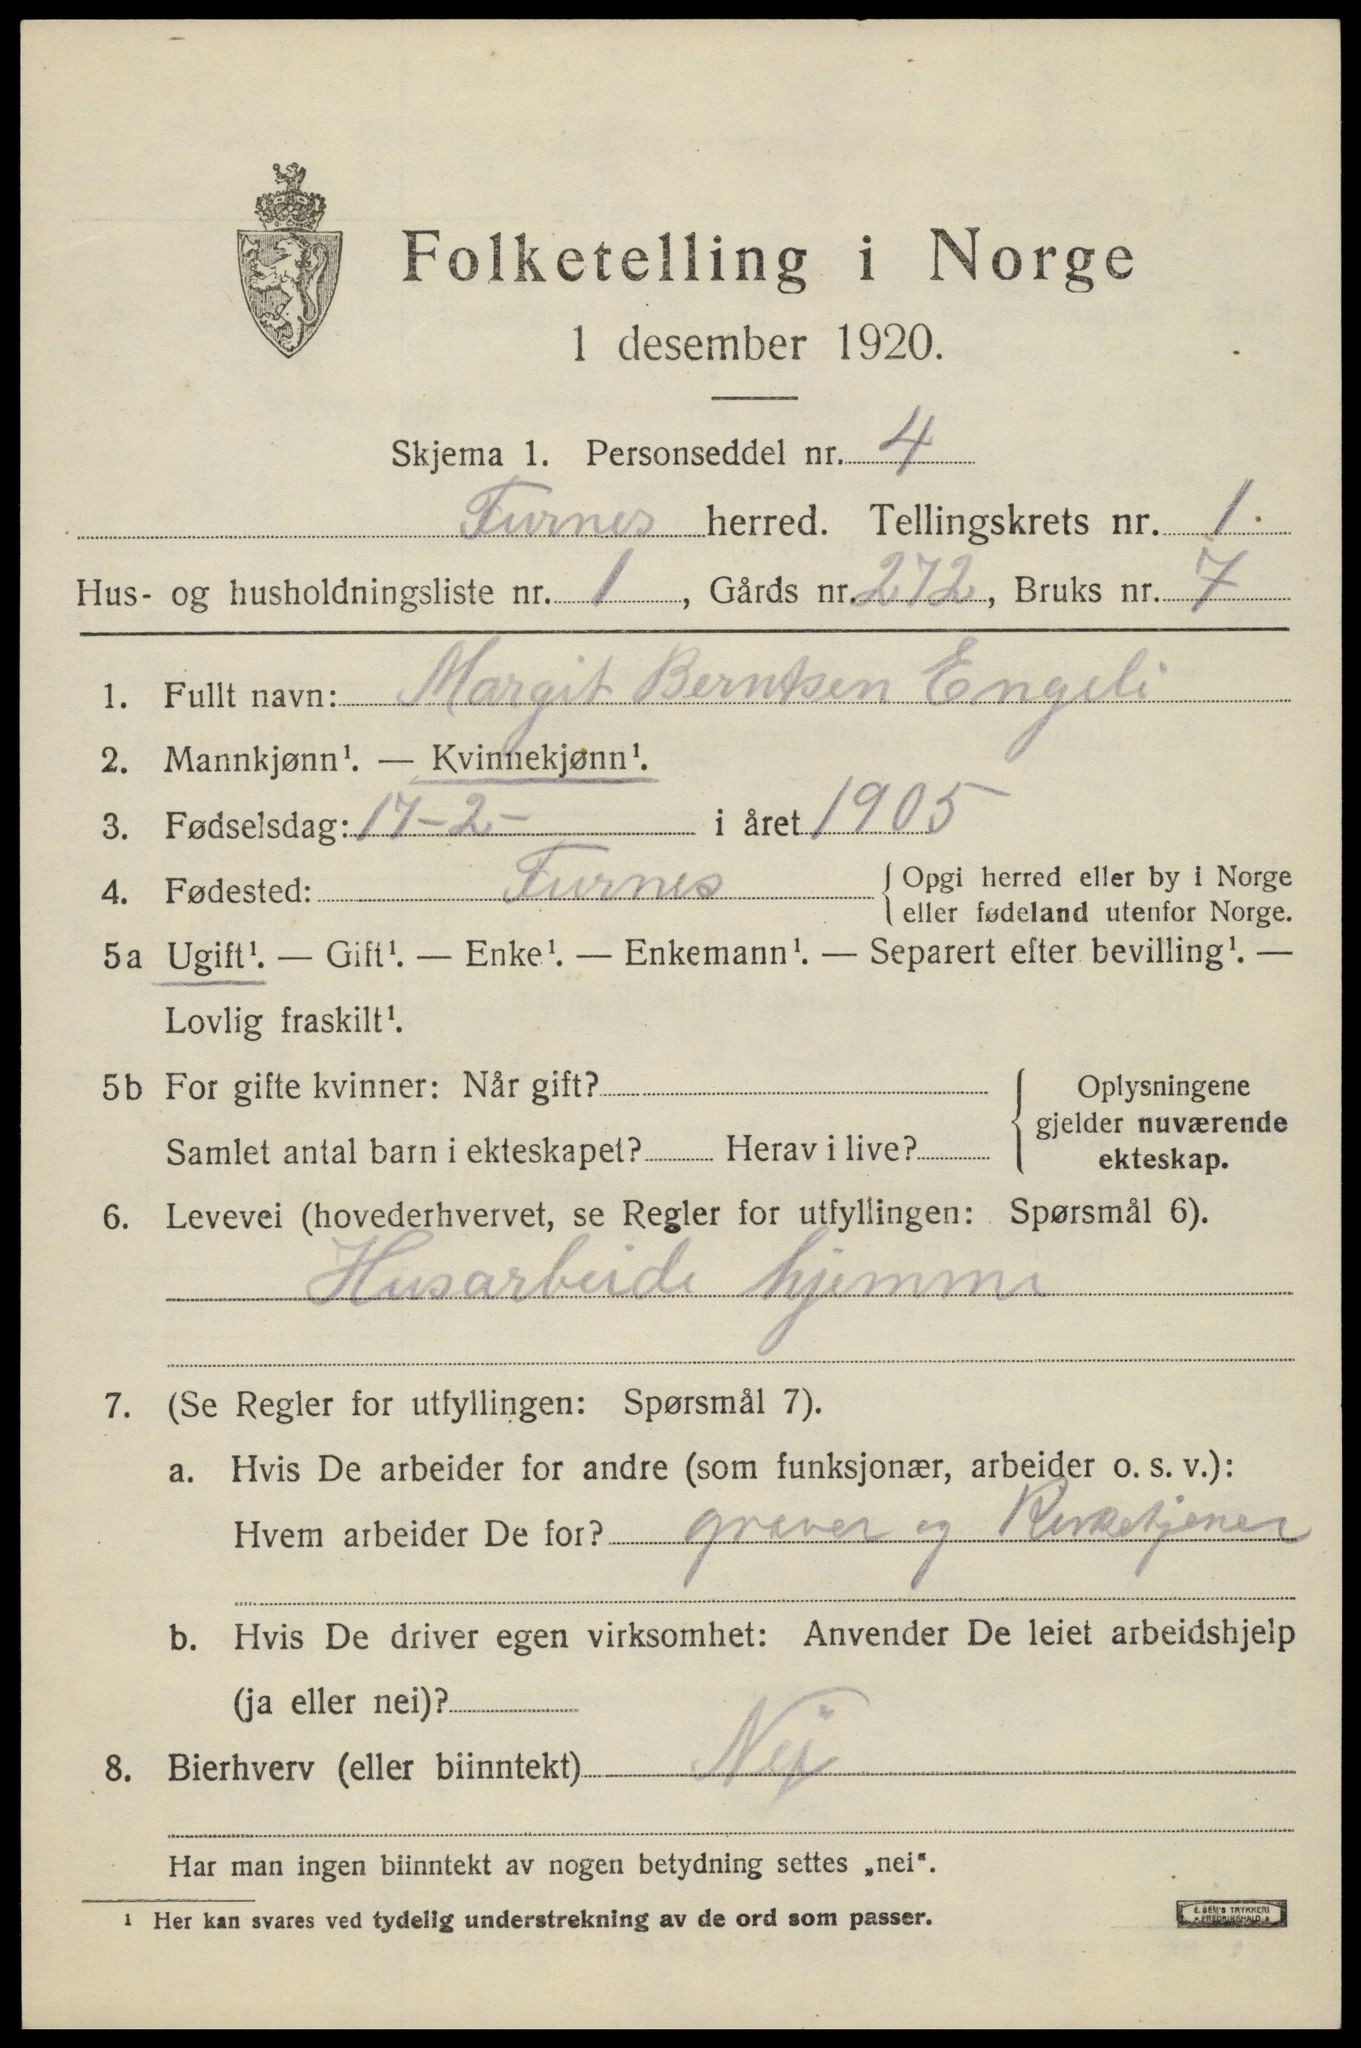 Folketelling i Norge
1 desember 1920.
Skjema 1. Personseddel nr. 4
Furnes herred. Tellingskrets nr. 1
Hus- og husholdningsliste nr. 1, Gårds nr. 272, Bruks nr. 7
1. Fullt navn: Margit Berntsen Engeli
2. Mannkjønn¹. — Kvinnekjønn¹.
3. Fødselsdag: 17-2- i året 1905
4. Fødested: Furnes { Opgi herred eller by i Norge
eller fødeland utenfor Norge.
5a Ugift¹. — Gift¹. — Enke¹. — Enkemann¹. — Separert efter bevilling¹. —
Lovlig fraskilt¹.
5b For gifte kvinner: Når gift?
Samlet antal barn i ekteskapet? Herav i live?
Oplysningene
gjelder nuværende
ekteskap.
6. Levevei (hovederhvervet, se Regler for utfyllingen: Spørsmål 6).
Husarbeide hjemme
7. (Se Regler for utfyllingen: Spørsmål 7).
a. Hvis De arbeider for andre (som funksjonær, arbeider o. s. v.):
Hvem arbeider De for? graver og Kirketjener
b. Hvis De driver egen virksomhet: Anvender De leiet arbeidshjelp
(ja eller nei)?
8. Bierhverv (eller biinntekt) Nei
Har man ingen biinntekt av nogen betydning settes „nei".
¹ Her kan svares ved tydelig understrekning av de ord som passer.
E. SEM'S TRYKKERI
FREDRIKSHALD